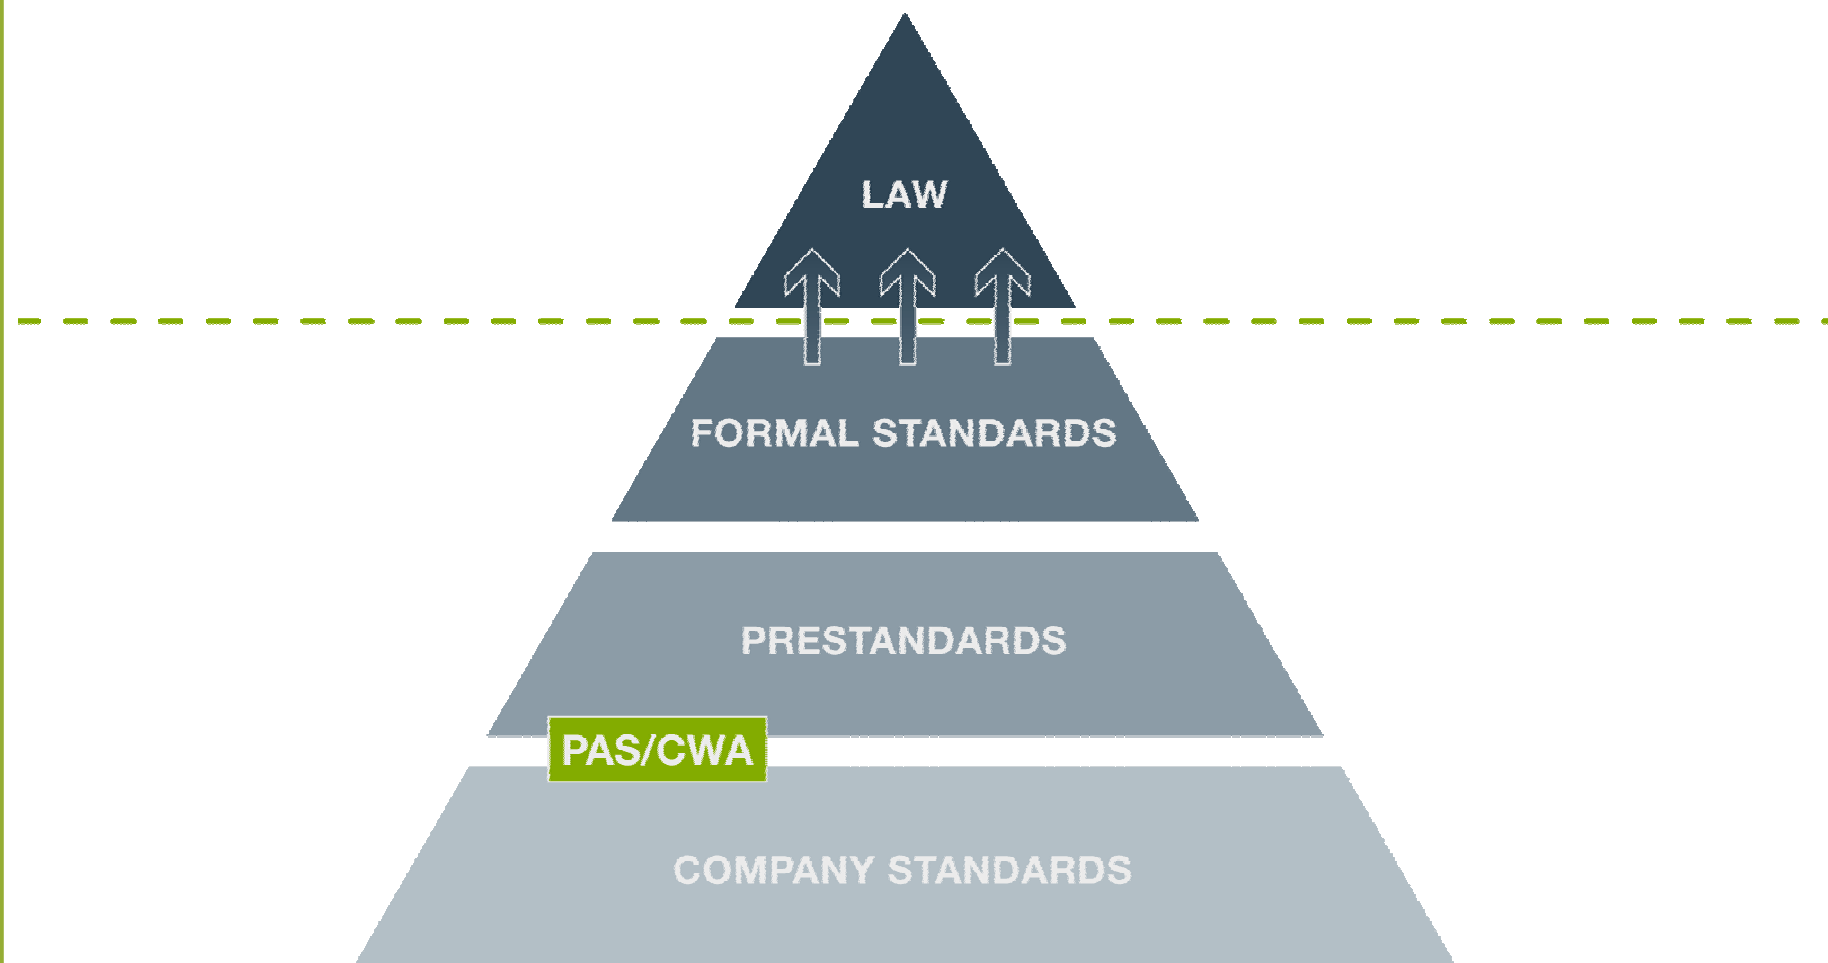 LAW
FORMAL STANDARDS
PRESTANDARDS
PAS/CWA
COMPANY STANDARDS